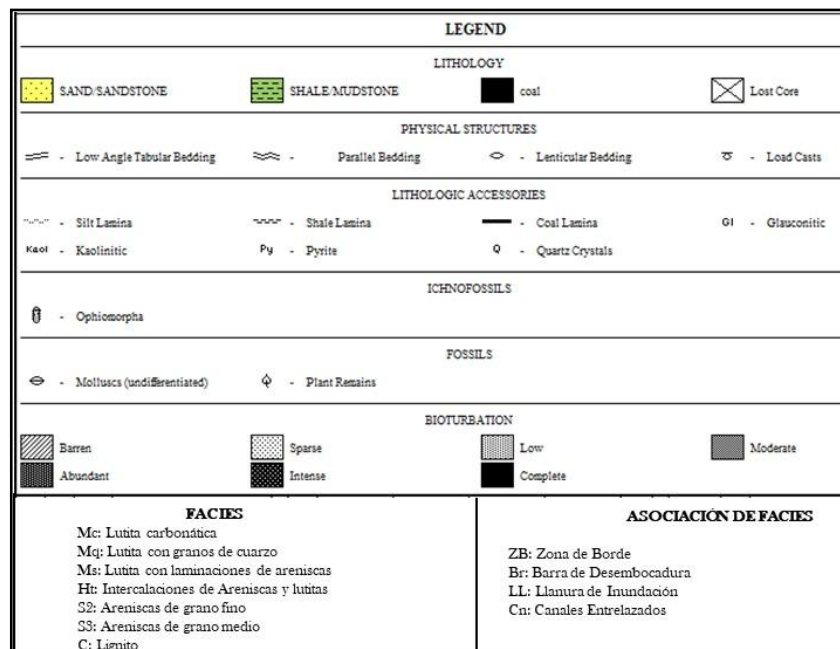 LEGEND
LITHOLOGY
SAND/SANDSTONE SHALE/MUDSTONE coal Lost Core
PHYSICAL STRUCTURES
- Low Angle Tabular Bedding - Parallel Bedding - Lenticular Bedding - Load Casts
LITHOLOGIC ACCESSORIES
- Silt Lamina - Shale Lamina - Coal Lamina Gl - Glauconitic
Kaol - Kaolinitic Py - Pyrite Q - Quartz Crystals
ICHNOFOSSILS
- Ophiomorpha
FOSSILS
- Molluscs (undifferentiated) - Plant Remains
BIOTURBATION
Barren Sparse Low Moderate
Abundant Intense Complete
FACIES
Mc: Lutita carbonática
Mq: Lutita con granos de cuarzo
Ms: Lutita con laminaciones de areniscas
Ht: Intercalaciones de Areniscas y lutitas
S2: Areniscas de grano fino
S3: Areniscas de grano medio
C: Lignito
ASOCIACIÓN DE FACIES
ZB: Zona de Borde
Br: Barra de Desembocadura
LL: Llanura de Inundación
Cn: Canales Entrelazados